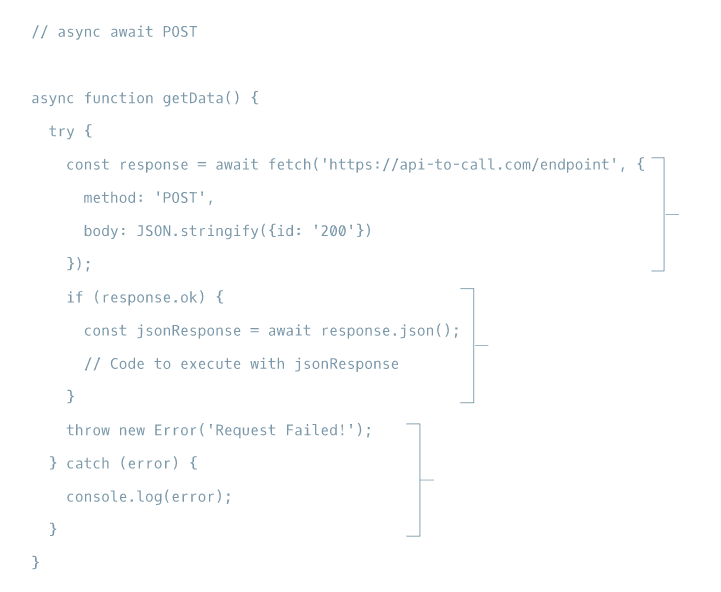 // async await POST
async function getData() {
try {
const response = await fetch('https://api-to-call.com/endpoint', {
method: 'POST',
body: JSON.stringify({id: '200'})
});
if (response.ok) {
const jsonResponse = await response.json();
// Code to execute with jsonResponse
}
throw new Error('Request Failed!');
} catch (error) {
console.log(error);
}
}